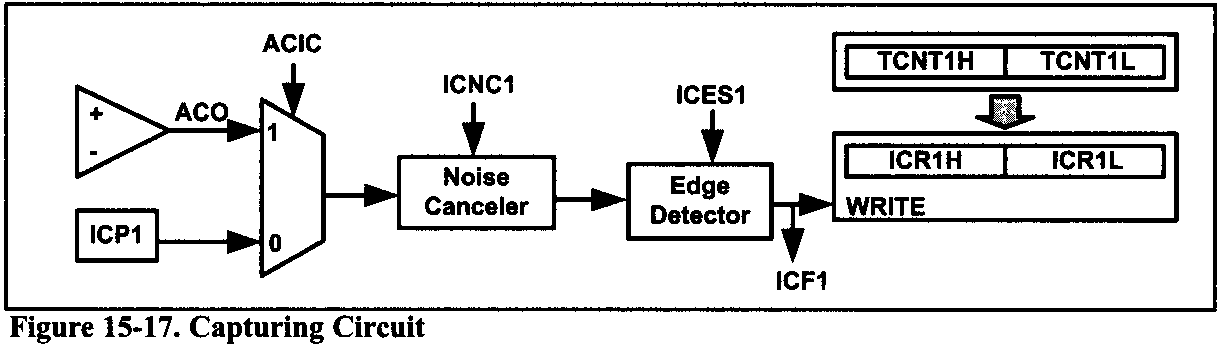 ACIC
TCNT1H TCNT1L
ICNC1 ICES1
+ ACO 1
-
Noise Canceler
Edge Detector
ICR1H ICR1L
WRITE
ICP1 0
ICF1
Figure 15-17. Capturing Circuit